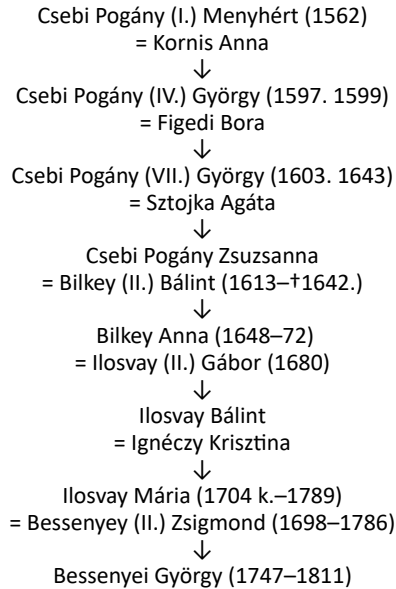 Csebi Pogány (I.) Menyhért (1562)
= Kornis Anna
↓
Csebi Pogány (IV.) György (1597. 1599)
= Figedi Bora
↓
Csebi Pogány (VII.) György (1603. 1643)
= Sztojka Agáta
↓
Csebi Pogány Zsuzsanna
= Bilkey (II.) Bálint (1613–†1642.)
↓
Bilkey Anna (1648–72)
= Ilosvay (II.) Gábor (1680)
↓
Ilosvay Bálint
= Ignéczy Krisztina
↓
Ilosvay Mária (1704 k.–1789)
= Bessenyey (II.) Zsigmond (1698–1786)
↓
Bessenyei György (1747–1811)